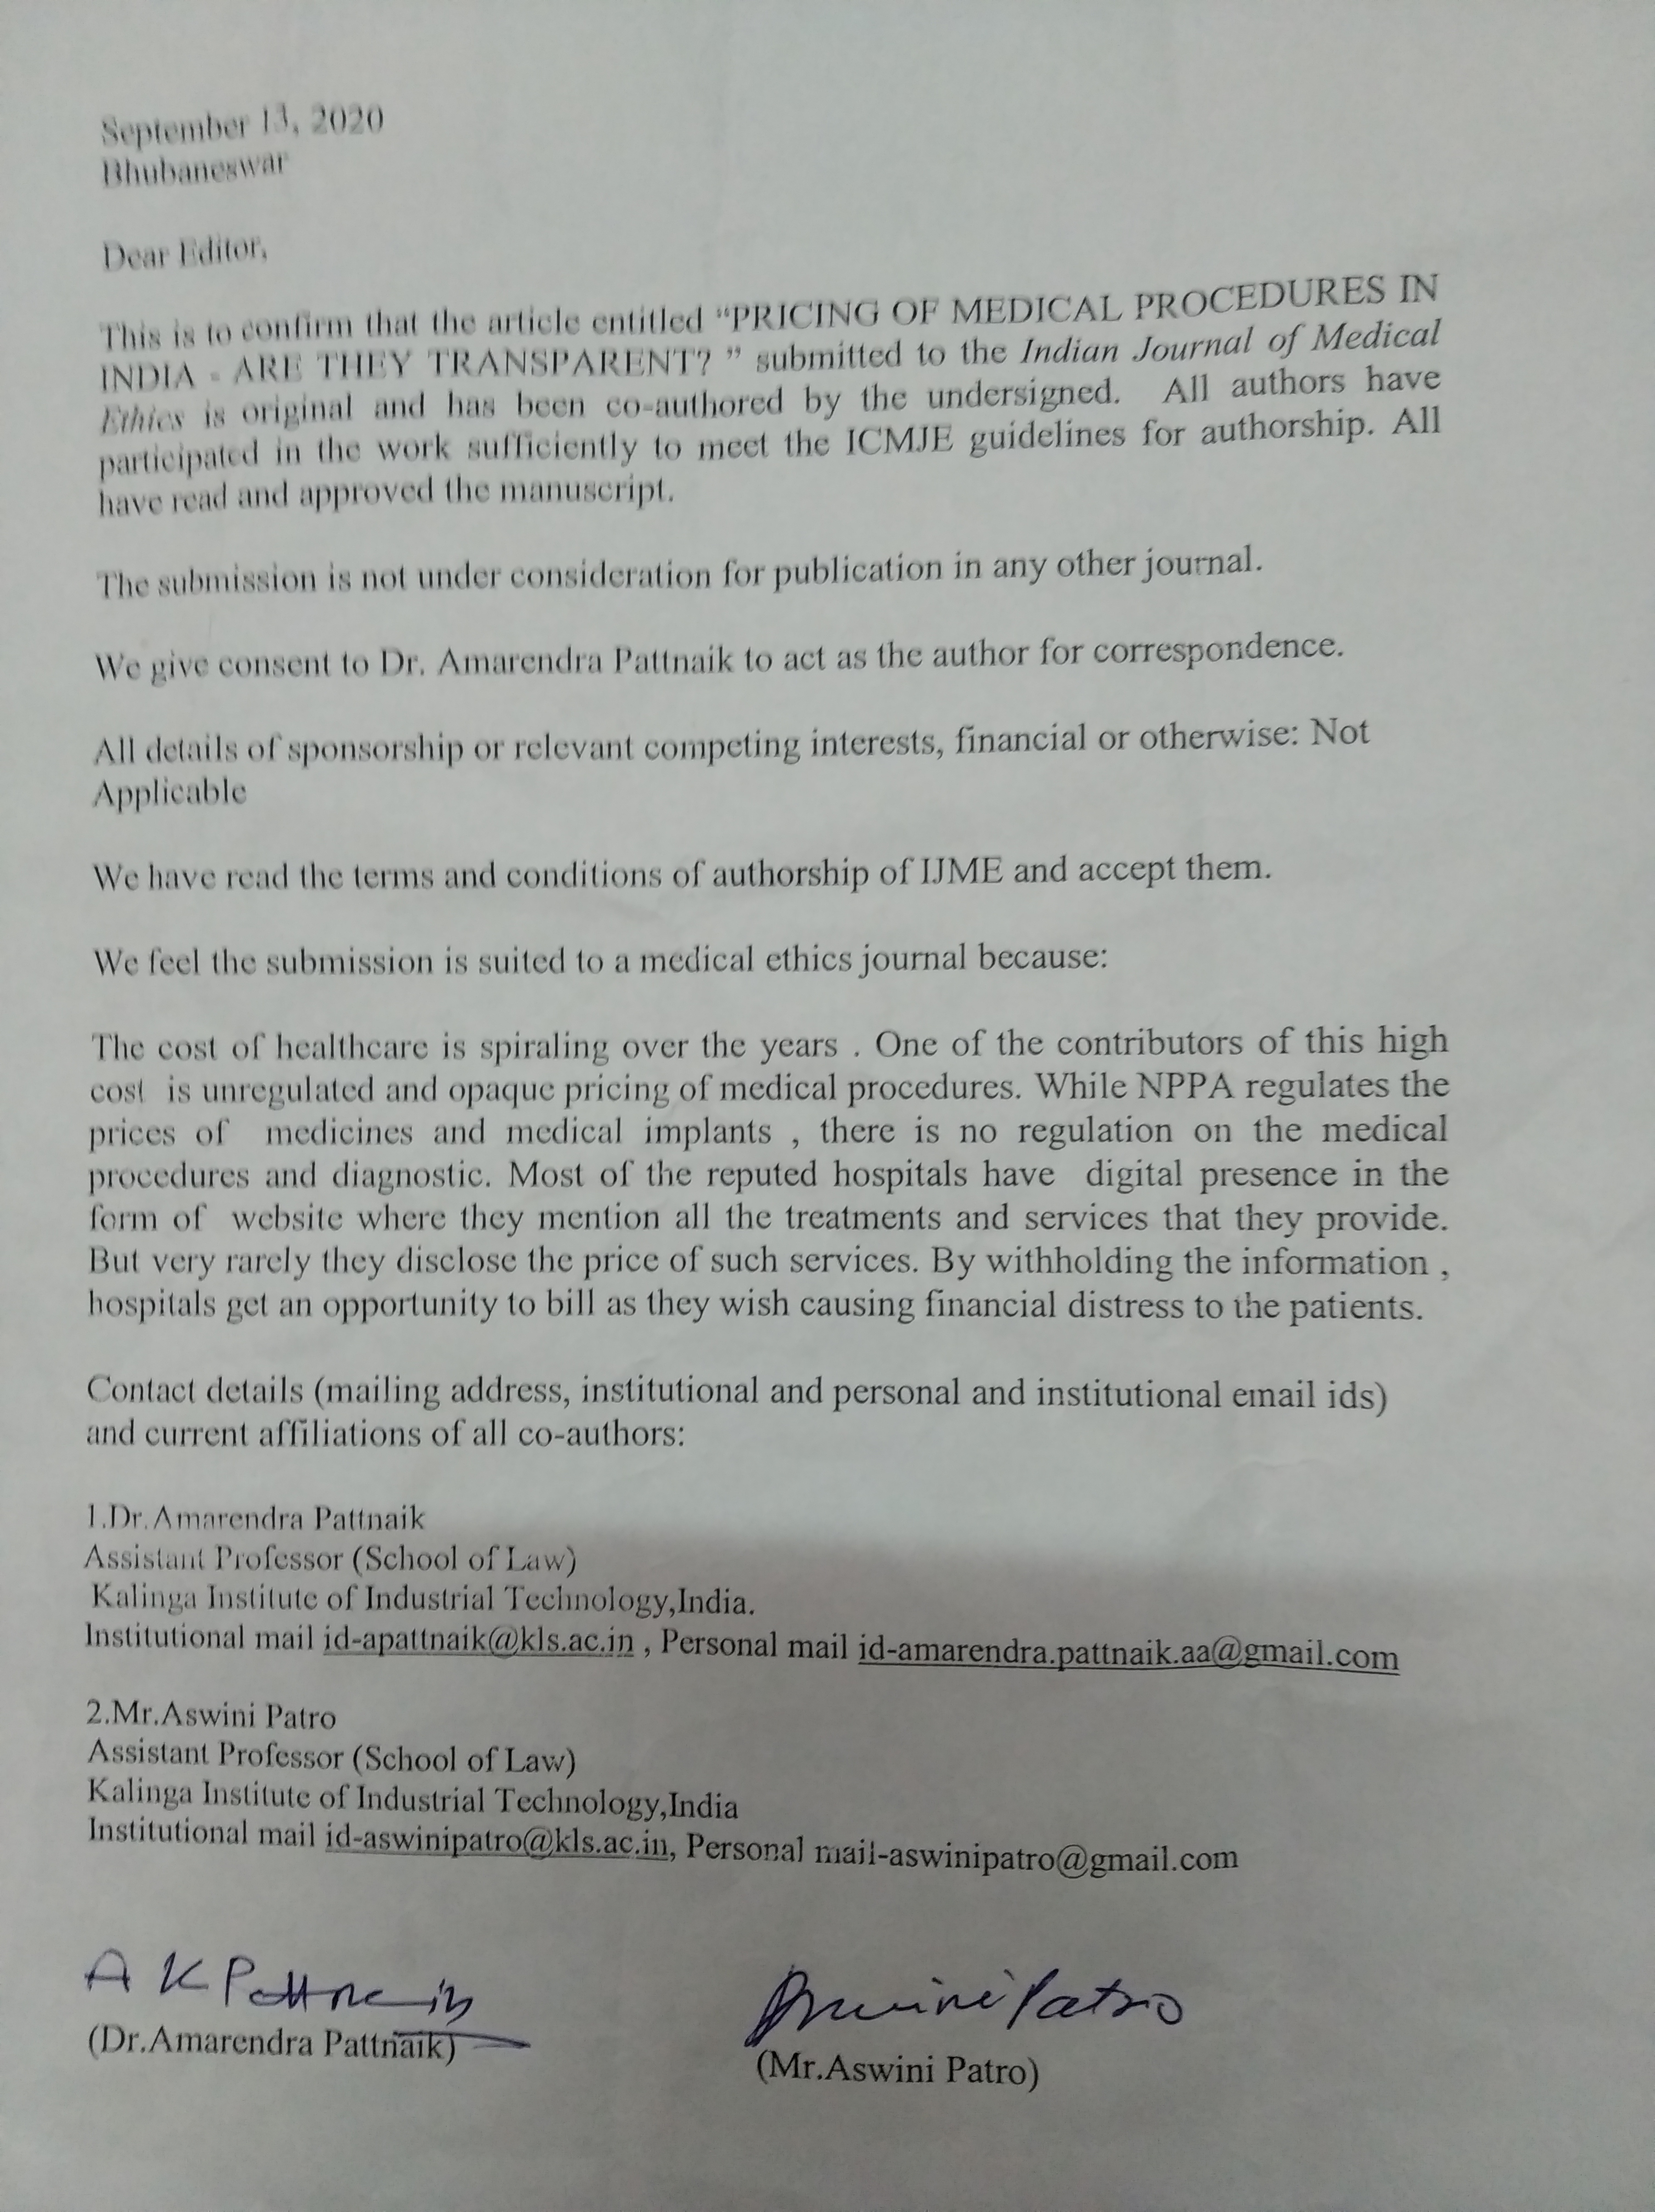 September 13, 2020
Bhubaneswar
Dear Editor,
This is to confirm that the article entitled “PRICING OF MEDICAL PROCEDURES IN
INDIA - ARE THEY TRANSPARENT? ” submitted to the Indian Journal of Medical
Ethics is original and has been co-authored by the undersigned. All authors have
participated in the work sufficiently to meet the ICMJE guidelines for authorship. All
have read and approved the manuscript.
The submission is not under consideration for publication in any other journal.
We give consent to Dr. Amarendra Pattnaik to act as the author for correspondence.
All details of sponsorship or relevant competing interests, financial or otherwise: Not
Applicable
We have read the terms and conditions of authorship of IJME and accept them.
We feel the submission is suited to a medical ethics journal because:
The cost of healthcare is spiraling over the years . One of the contributors of this high
cost is unregulated and opaque pricing of medical procedures. While NPPA regulates the
prices of medicines and medical implants , there is no regulation on the medical
procedures and diagnostic. Most of the reputed hospitals have digital presence in the
form of website where they mention all the treatments and services that they provide.
But very rarely they disclose the price of such services. By withholding the information ,
hospitals get an opportunity to bill as they wish causing financial distress to the patients.
Contact details (mailing address, institutional and personal and institutional email ids)
and current affiliations of all co-authors:
1.Dr.Amarendra Pattnaik
Assistant Professor (School of Law)
Kalinga Institute of Industrial Technology,India.
Institutional mail id-apattnaik@kls.ac.in , Personal mail id-amarendra.pattnaik.aa@gmail.com
2.Mr.Aswini Patro
Assistant Professor (School of Law)
Kalinga Institute of Industrial Technology,India
Institutional mail id-aswinipatro@kls.ac.in, Personal mail-aswinipatro@gmail.com
A K Pattnaik
Aswini Patro
(Dr.Amarendra Pattnaik)
(Mr.Aswini Patro)